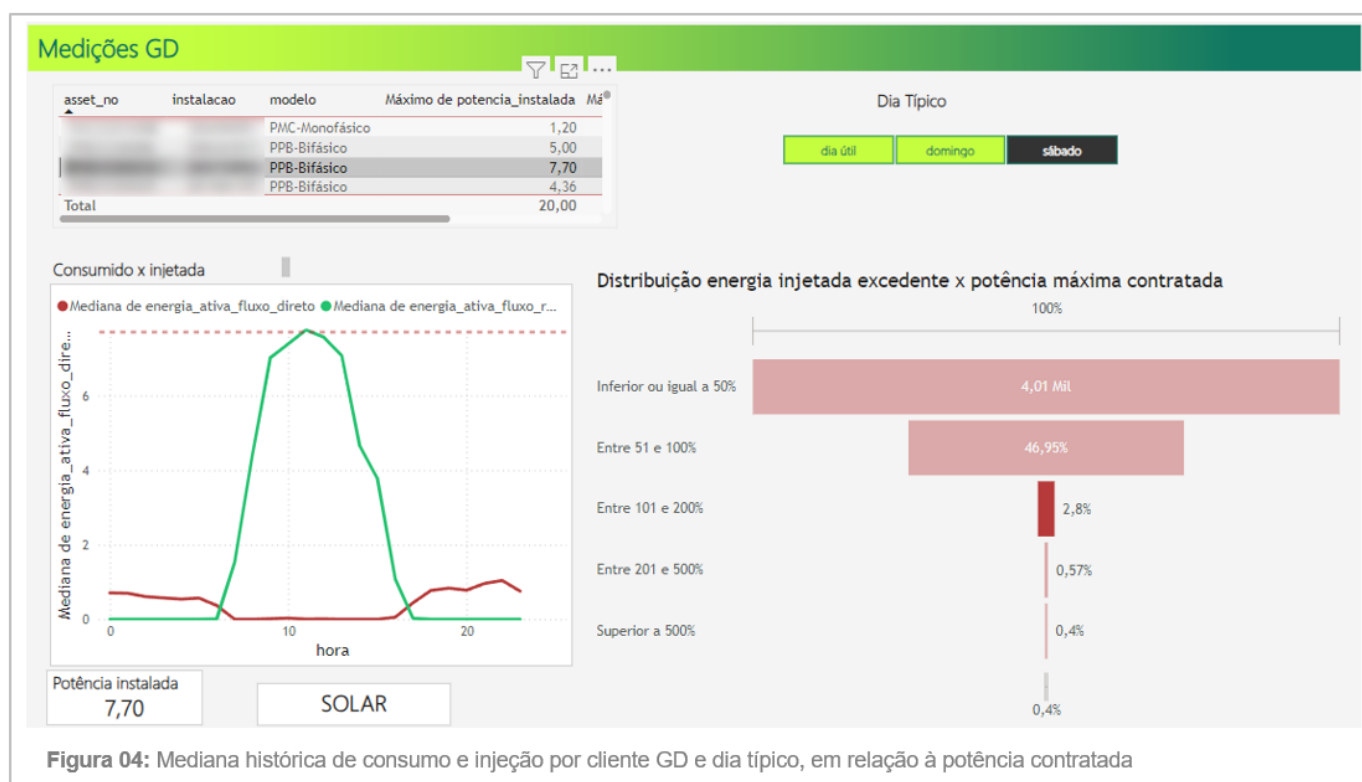 Medições GD
asset_no instalacao modelo Máximo de potencia_instalada Má
PMC-Monofásico 1,20
PPB-Bifásico 5,00
PPB-Bifásico 7,70
PPB-Bifásico 4,36
Total 20,00
Dia Típico
dia útil domingo sábado
Consumido x injetada
Mediana de energia_ativa_fluxo_direto Mediana de energia_ativa_fluxo_r...
Mediana de energia_ativa_fluxo_dire...
6
4
2
0
0 10 20
hora
Potência instalada
7,70
SOLAR
Distribuição energia injetada excedente x potência máxima contratada
100%
Inferior ou igual a 50% 4,01 Mil
Entre 51 e 100% 46,95%
Entre 101 e 200% 2,8%
Entre 201 e 500% 0,57%
Superior a 500% 0,4%
0,4%
Figura 04: Mediana histórica de consumo e injeção por cliente GD e dia típico, em relação à potência contratada